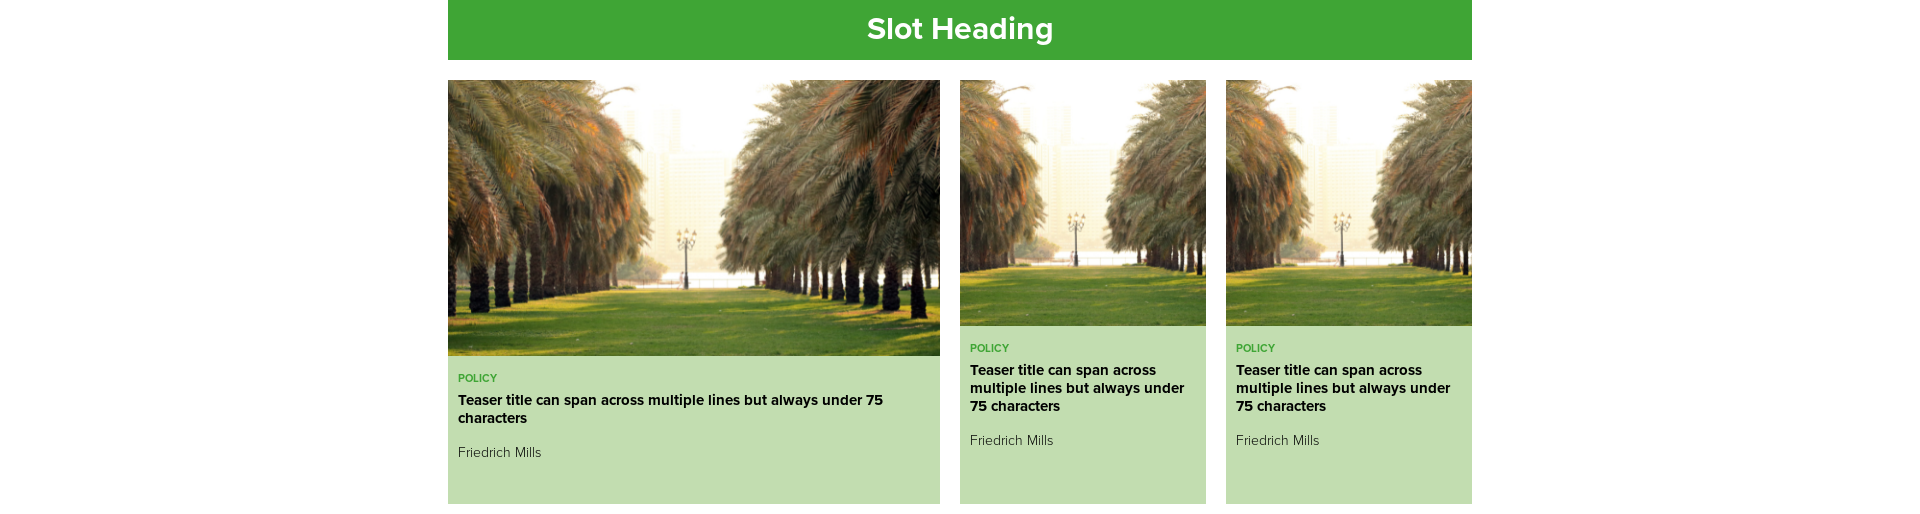 Slot Heading
POLICY
Teaser title can span across multiple lines but always under 75
characters
Friedrich Mills
POLICY
Teaser title can span across
multiple lines but always under
75 characters
Friedrich Mills
POLICY
Teaser title can span across
multiple lines but always under
75 characters
Friedrich Mills